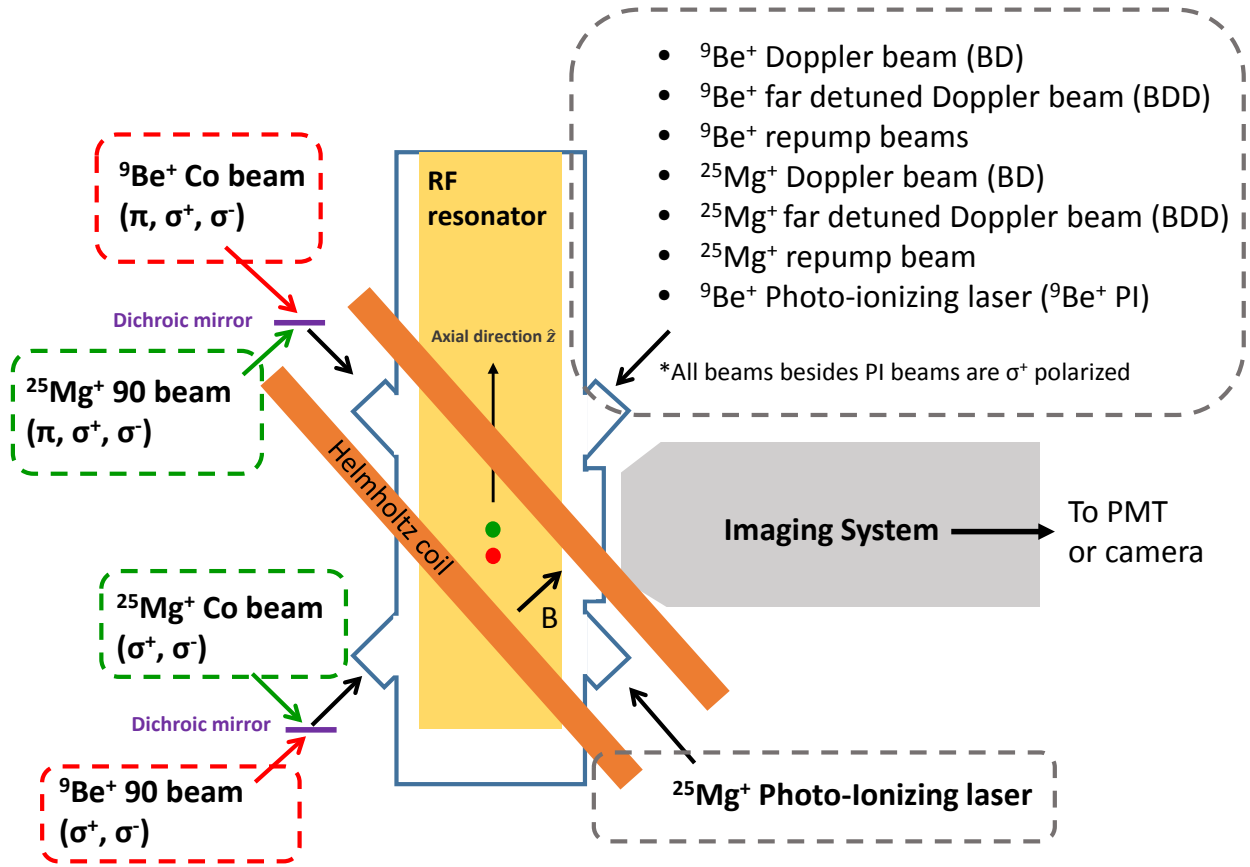 ⁹Be⁺ Co beam
(π, σ⁺, σ⁻)
Dichroic mirror
²⁵Mg⁺ 90 beam
(π, σ⁺, σ⁻)
²⁵Mg⁺ Co beam
(σ⁺, σ⁻)
Dichroic mirror
⁹Be⁺ 90 beam
(σ⁺, σ⁻)
RF
resonator
Axial direction ẑ
Helmholtz coil
B
• ⁹Be⁺ Doppler beam (BD)
• ⁹Be⁺ far detuned Doppler beam (BDD)
• ⁹Be⁺ repump beams
• ²⁵Mg⁺ Doppler beam (BD)
• ²⁵Mg⁺ far detuned Doppler beam (BDD)
• ²⁵Mg⁺ repump beam
• ⁹Be⁺ Photo-ionizing laser (⁹Be⁺ PI)
*All beams besides PI beams are σ⁺ polarized
Imaging System
To PMT
or camera
²⁵Mg⁺ Photo-Ionizing laser